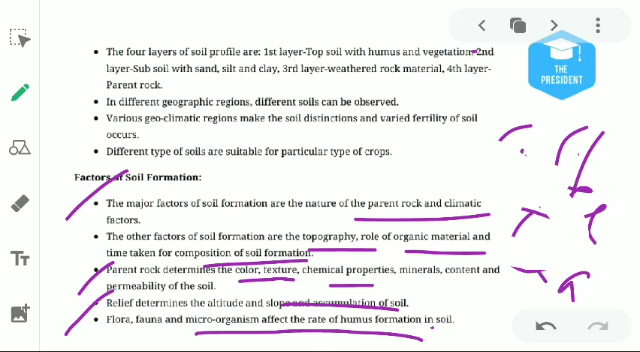 • The four layers of soil profile are: 1st layer-Top soil with humus and vegetation, 2nd
layer-Sub soil with sand, silt and clay, 3rd layer-weathered rock material, 4th layer-
Parent rock.
• In different geographic regions, different soils can be observed.
• Various geo-climatic regions make the soil distinctions and varied fertility of soil
occurs.
• Different type of soils are suitable for particular type of crops.
Factors of Soil Formation:
• The major factors of soil formation are the nature of the parent rock and climatic
factors.
• The other factors of soil formation are the topography, role of organic material and
time taken for composition of soil formation.
• Parent rock determines the color, texture, chemical properties, minerals, content and
permeability of the soil.
• Relief determines the altitude and slope and accumulation of soil.
• Flora, fauna and micro-organism affect the rate of humus formation in soil.
THE
PRESIDENT
Tт